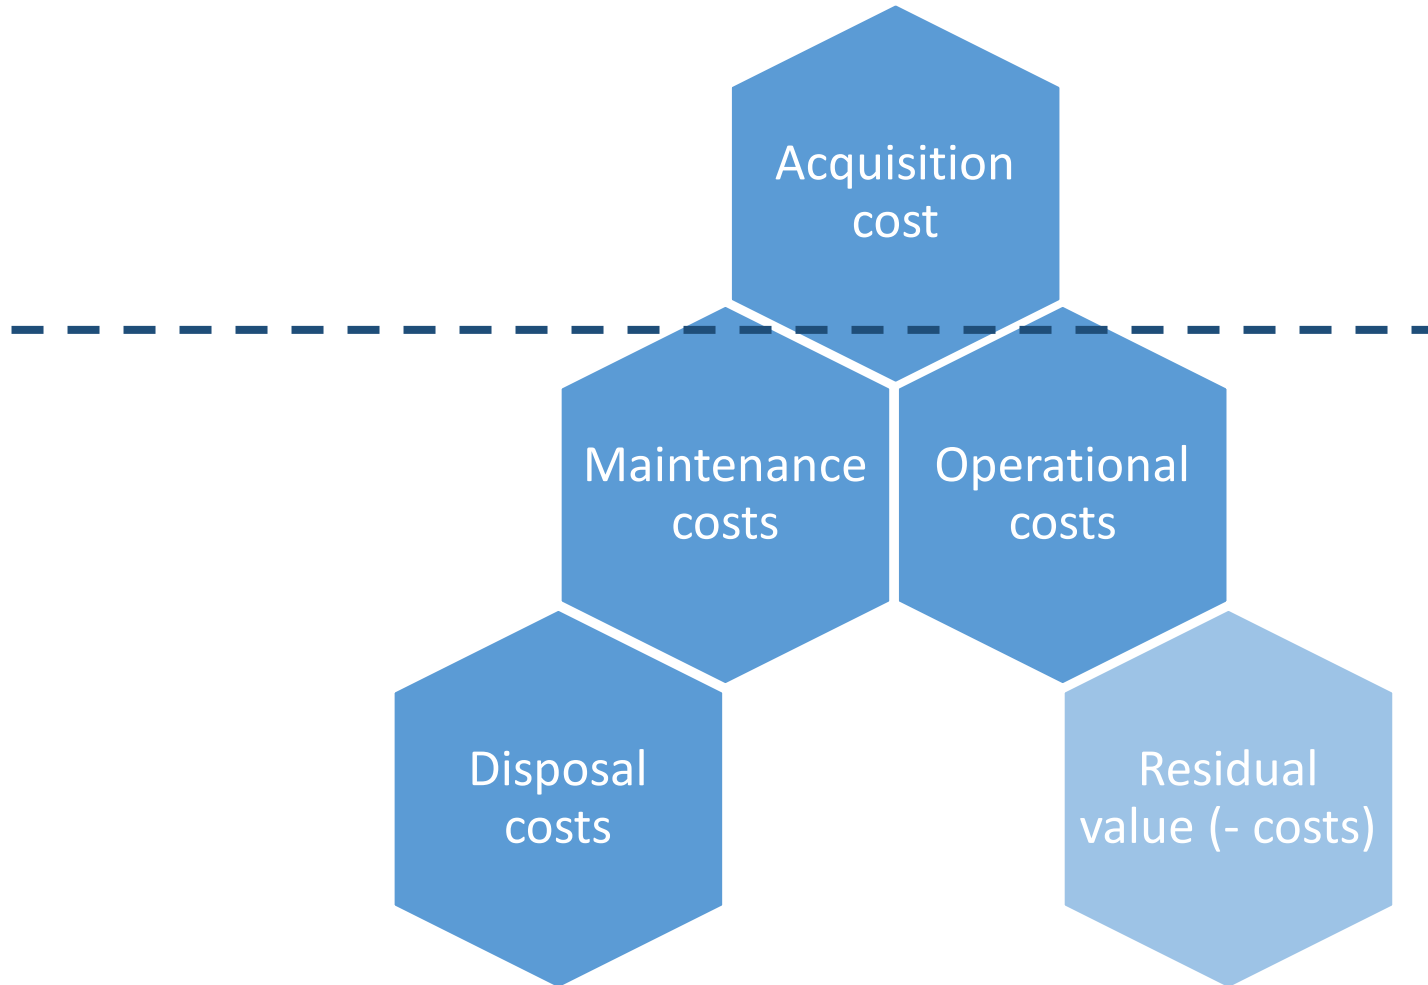 Acquisition
cost
Maintenance
costs
Operational
costs
Disposal
costs
Residual
value (- costs)